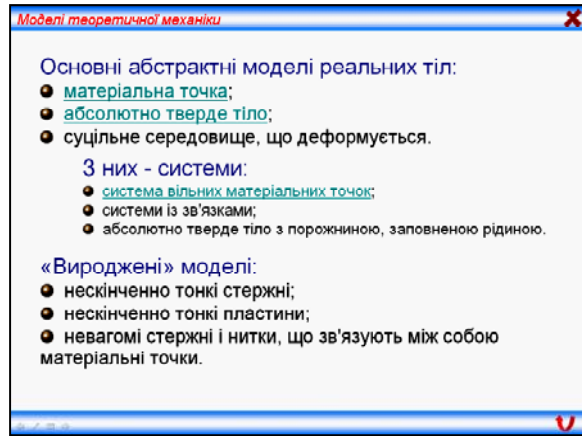 Моделі теоретичної механіки
Основні абстрактні моделі реальних тіл:
матеріальна точка;
абсолютно тверде тіло;
суцільне середовище, що деформується.
З них - системи:
система вільних матеріальних точок;
системи із зв'язками;
абсолютно тверде тіло з порожниною, заповненою рідиною.
«Вироджені» моделі:
нескінченно тонкі стержні;
нескінченно тонкі пластини;
невагомі стержні і нитки, що зв'язують між собою
матеріальні точки.